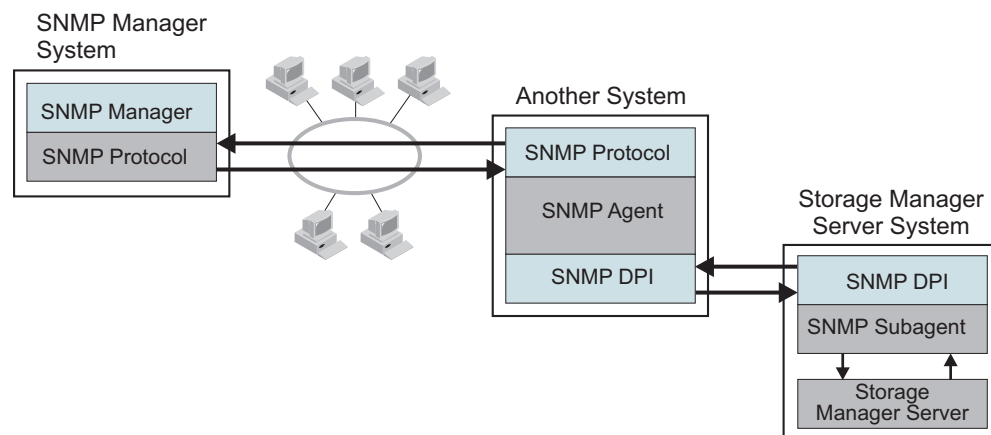 SNMP Manager
System
SNMP Manager
SNMP Protocol
Another System
SNMP Protocol
SNMP Agent
SNMP DPI
Storage Manager
Server System
SNMP DPI
SNMP Subagent
Storage
Manager Server